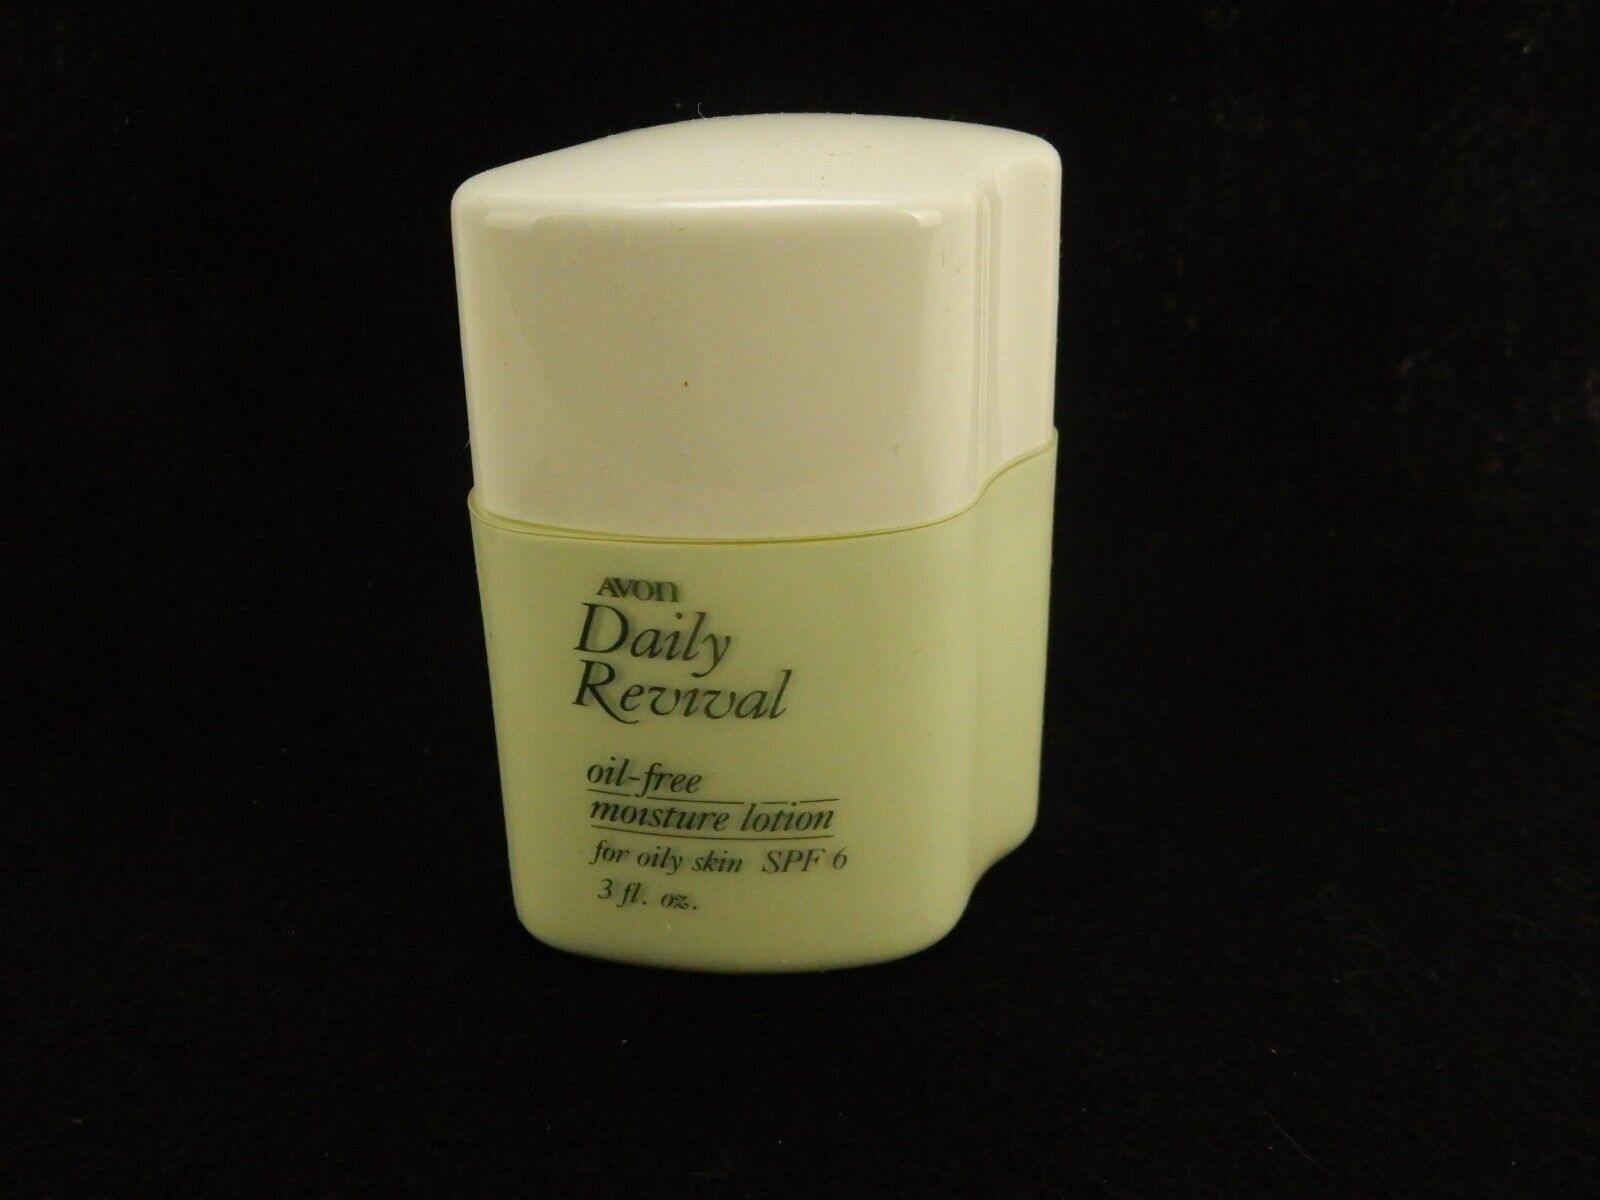 AVON
Daily
Revival
oil-free
moisture lotion
for oily skin SPF 6
3 fl. oz.